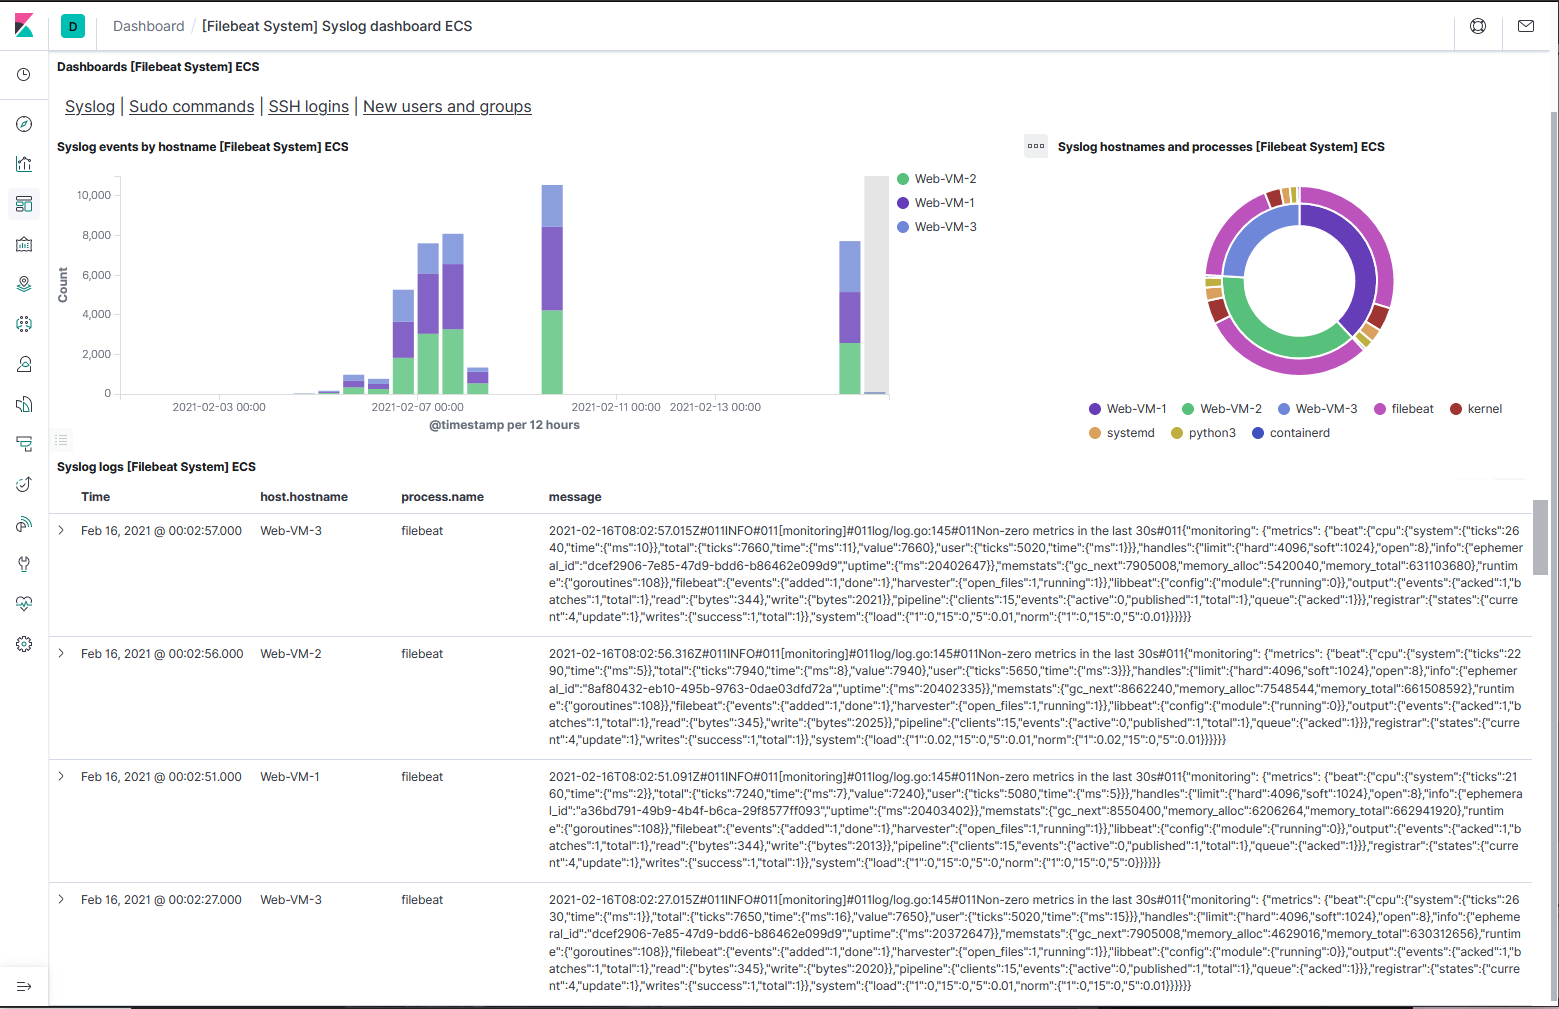 D
Dashboard / [Filebeat System] Syslog dashboard ECS
Dashboards [Filebeat System] ECS
Syslog | Sudo commands | SSH logins | New users and groups
Syslog events by hostname [Filebeat System] ECS
10,000
8,000
6,000
4,000
2,000
0
Count
2021-02-03 00:00
2021-02-07 00:00
2021-02-11 00:00
2021-02-13 00:00
@timestamp per 12 hours
Web-VM-2
Web-VM-1
Web-VM-3
Syslog hostnames and processes [Filebeat System] ECS
Web-VM-1 Web-VM-2 Web-VM-3 filebeat kernel
systemd python3 containerd
Syslog logs [Filebeat System] ECS
Time host.hostname process.name message
Feb 16, 2021 @ 00:02:57.000 Web-VM-3 filebeat 2021-02-16T08:02:57.015Z#011INFO#011[monitoring]#011log/log.go:145#011Non-zero metrics in the last 30s#011{"monitoring": {"metrics": {"beat":{"cpu":{"system":{"ticks":26
40,"time":{"ms":10}},"total":{"ticks":7660,"time":{"ms":11},"value":7660},"user":{"ticks":5020,"time":{"ms":1}}},"handles":{"limit":{"hard":4096,"soft":1024},"open":8},"info":{"ephemer
al_id":"dcef2906-7e85-47d9-bdd6-b86462e099d9","uptime":{"ms":20402647}},"memstats":{"gc_next":7905008,"memory_alloc":5420040,"memory_total":631103680},"runtim
e":{"goroutines":108}},"filebeat":{"events":{"added":1,"done":1},"harvester":{"open_files":1,"running":1}},"libbeat":{"config":{"module":{"running":0}},"output":{"events":{"acked":1,"b
atches":1,"total":1},"read":{"bytes":344},"write":{"bytes":2021}},"pipeline":{"clients":15,"events":{"active":0,"published":1,"total":1},"queue":{"acked":1}}},"registrar":{"states":{"curre
nt":4,"update":1},"writes":{"success":1,"total":1}},"system":{"load":{"1":0,"15":0,"5":0.01,"norm":{"1":0,"15":0,"5":0.01}}}}}}
Feb 16, 2021 @ 00:02:56.000 Web-VM-2 filebeat 2021-02-16T08:02:56.316Z#011INFO#011[monitoring]#011log/log.go:145#011Non-zero metrics in the last 30s#011{"monitoring": {"metrics": {"beat":{"cpu":{"system":{"ticks":22
90,"time":{"ms":5}},"total":{"ticks":7940,"time":{"ms":8},"value":7940},"user":{"ticks":5650,"time":{"ms":3}}},"handles":{"limit":{"hard":4096,"soft":1024},"open":8},"info":{"ephemer
al_id":"8af80432-eb10-495b-9763-0dae03dfd72a","uptime":{"ms":20402335}},"memstats":{"gc_next":8662240,"memory_alloc":7548544,"memory_total":661508592},"runtim
e":{"goroutines":108}},"filebeat":{"events":{"added":1,"done":1},"harvester":{"open_files":1,"running":1}},"libbeat":{"config":{"module":{"running":0}},"output":{"events":{"acked":1,"b
atches":1,"total":1},"read":{"bytes":345},"write":{"bytes":2025}},"pipeline":{"clients":15,"events":{"active":0,"published":1,"total":1},"queue":{"acked":1}}},"registrar":{"states":{"curre
nt":4,"update":1},"writes":{"success":1,"total":1}},"system":{"load":{"1":0.02,"15":0,"5":0.01,"norm":{"1":0.02,"15":0,"5":0.01}}}}}}
Feb 16, 2021 @ 00:02:51.000 Web-VM-1 filebeat 2021-02-16T08:02:51.091Z#011INFO#011[monitoring]#011log/log.go:145#011Non-zero metrics in the last 30s#011{"monitoring": {"metrics": {"beat":{"cpu":{"system":{"ticks":21
60,"time":{"ms":2}},"total":{"ticks":7240,"time":{"ms":7},"value":7240},"user":{"ticks":5080,"time":{"ms":5}}},"handles":{"limit":{"hard":4096,"soft":1024},"open":8},"info":{"ephemera
l_id":"a36bd791-49b9-4b4f-b6ca-29f8577ff093","uptime":{"ms":20403402}},"memstats":{"gc_next":8550400,"memory_alloc":6206264,"memory_total":662941920},"runtim
e":{"goroutines":108}},"filebeat":{"events":{"added":1,"done":1},"harvester":{"open_files":1,"running":1}},"libbeat":{"config":{"module":{"running":0}},"output":{"events":{"acked":1,"b
atches":1,"total":1},"read":{"bytes":344},"write":{"bytes":2013}},"pipeline":{"clients":15,"events":{"active":0,"published":1,"total":1},"queue":{"acked":1}}},"registrar":{"states":{"curre
nt":4,"update":1},"writes":{"success":1,"total":1}},"system":{"load":{"1":0,"15":0,"5":0,"norm":{"1":0,"15":0,"5":0}}}}}}
Feb 16, 2021 @ 00:02:27.000 Web-VM-3 filebeat 2021-02-16T08:02:27.015Z#011INFO#011[monitoring]#011log/log.go:145#011Non-zero metrics in the last 30s#011{"monitoring": {"metrics": {"beat":{"cpu":{"system":{"ticks":26
30,"time":{"ms":1}},"total":{"ticks":7650,"time":{"ms":16},"value":7650},"user":{"ticks":5020,"time":{"ms":15}}},"handles":{"limit":{"hard":4096,"soft":1024},"open":8},"info":{"epheme
ral_id":"dcef2906-7e85-47d9-bdd6-b86462e099d9","uptime":{"ms":20372647}},"memstats":{"gc_next":7905008,"memory_alloc":4629016,"memory_total":630312656},"runtim
e":{"goroutines":108}},"filebeat":{"events":{"added":1,"done":1},"harvester":{"open_files":1,"running":1}},"libbeat":{"config":{"module":{"running":0}},"output":{"events":{"acked":1,"b
atches":1,"total":1},"read":{"bytes":345},"write":{"bytes":2020}},"pipeline":{"clients":15,"events":{"active":0,"published":1,"total":1},"queue":{"acked":1}}},"registrar":{"states":{"curre
nt":4,"update":1},"writes":{"success":1,"total":1}},"system":{"load":{"1":0,"15":0,"5":0.01,"norm":{"1":0,"15":0,"5":0.01}}}}}}